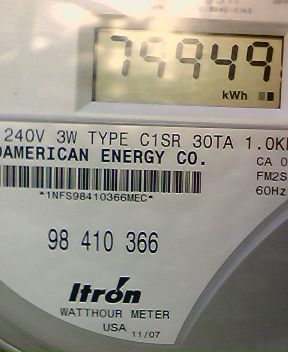 79949
kWh
240V 3W TYPE C1SR 30TA 1.0K
AMERICAN ENERGY CO.
CA 0
FM2S
60Hz
*1NFS98410366MEC*
98 410 366
Itron
WATTHOUR METER
USA 11/07